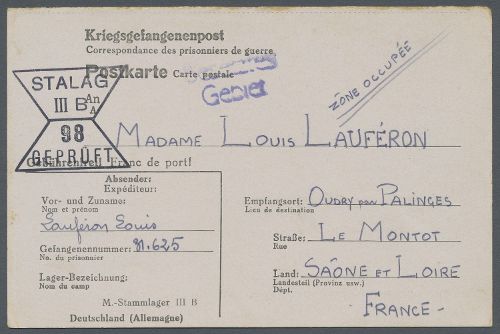 Kriegsgefangenenpost
Correspondance des prisonniers de guerre
Postkarte Carte postale
Gebiet
ZÔNE OCCUPÉE
STALAG
III B An A
98
GEPRÜFT
MADAME LOUIS LAUFÉRON
Gebührenfrei! Franc de port!
Absender:
Expéditeur:
Vor- und Zuname:
Nom et prénom
Lauféron Louis
Gefangenennummer: 91.625
No. du prisonnier
Lager-Bezeichnung:
Nom du camp
M.-Stammlager III B
Deutschland (Allemagne)
Empfangsort: OUDRY par PALINGES
Lieu de destination
Straße: LE MONTOT
Rue
Land: SAÔNE ET LOIRE
Landesteil (Provinz usw.)
Dépt.
- FRANCE -